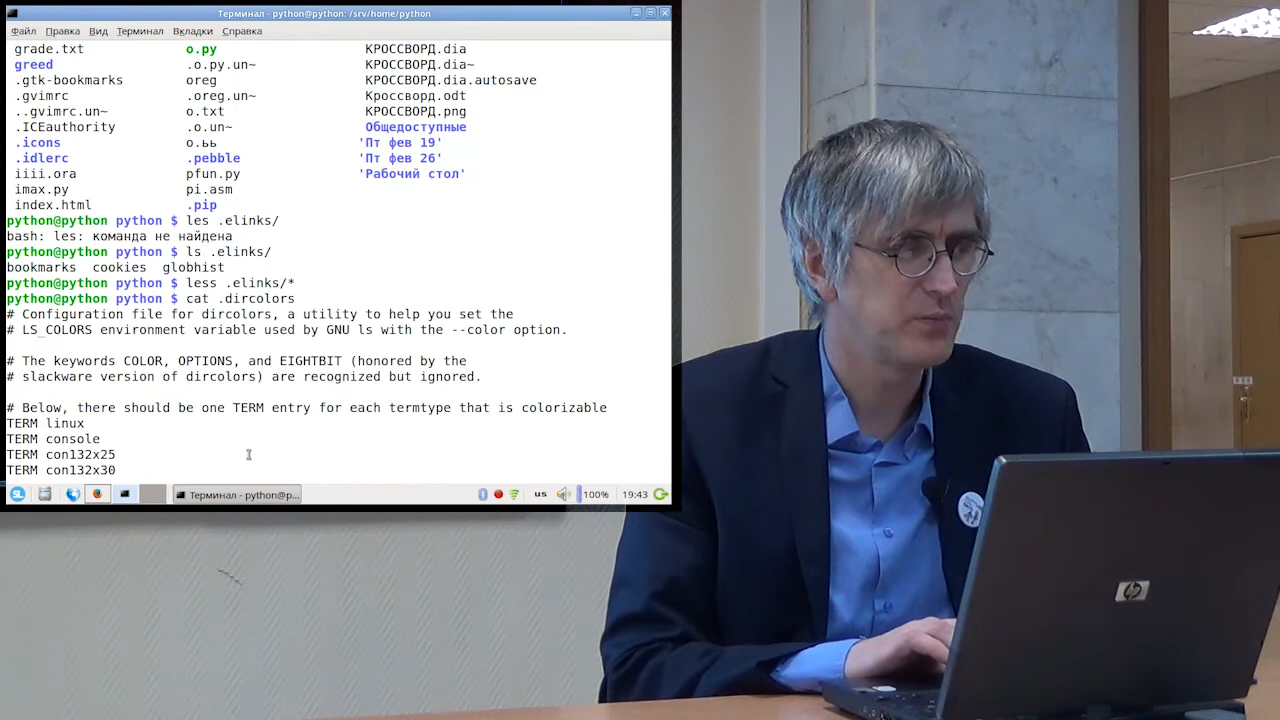 Терминал - python@python: /srv/home/python
Файл Правка Вид Терминал Вкладки Справка
grade.txt o.py КРОССВОРД.dia
greed .o.py.un~ КРОССВОРД.dia~
.gtk-bookmarks oreg КРОССВОРД.dia.autosave
.gvimrc .oreg.un~ Кроссворд.odt
..gvimrc.un~ o.txt КРОССВОРД.png
.ICEauthority .o.un~ Общедоступные
.icons o.ьь 'Пт фев 19'
.idlerc .pebble 'Пт фев 26'
iiii.ora pfun.py 'Рабочий стол'
imax.py pi.asm
index.html .pip
python@python python $ les .elinks/
bash: les: команда не найдена
python@python python $ ls .elinks/
bookmarks cookies globhist
python@python python $ less .elinks/*
python@python python $ cat .dircolors
# Configuration file for dircolors, a utility to help you set the
# LS_COLORS environment variable used by GNU ls with the --color option.
# The keywords COLOR, OPTIONS, and EIGHTBIT (honored by the
# slackware version of dircolors) are recognized but ignored.
# Below, there should be one TERM entry for each termtype that is colorizable
TERM linux
TERM console
TERM con132x25
TERM con132x30
SL Терминал - python@p... us 100% 19:43
hp